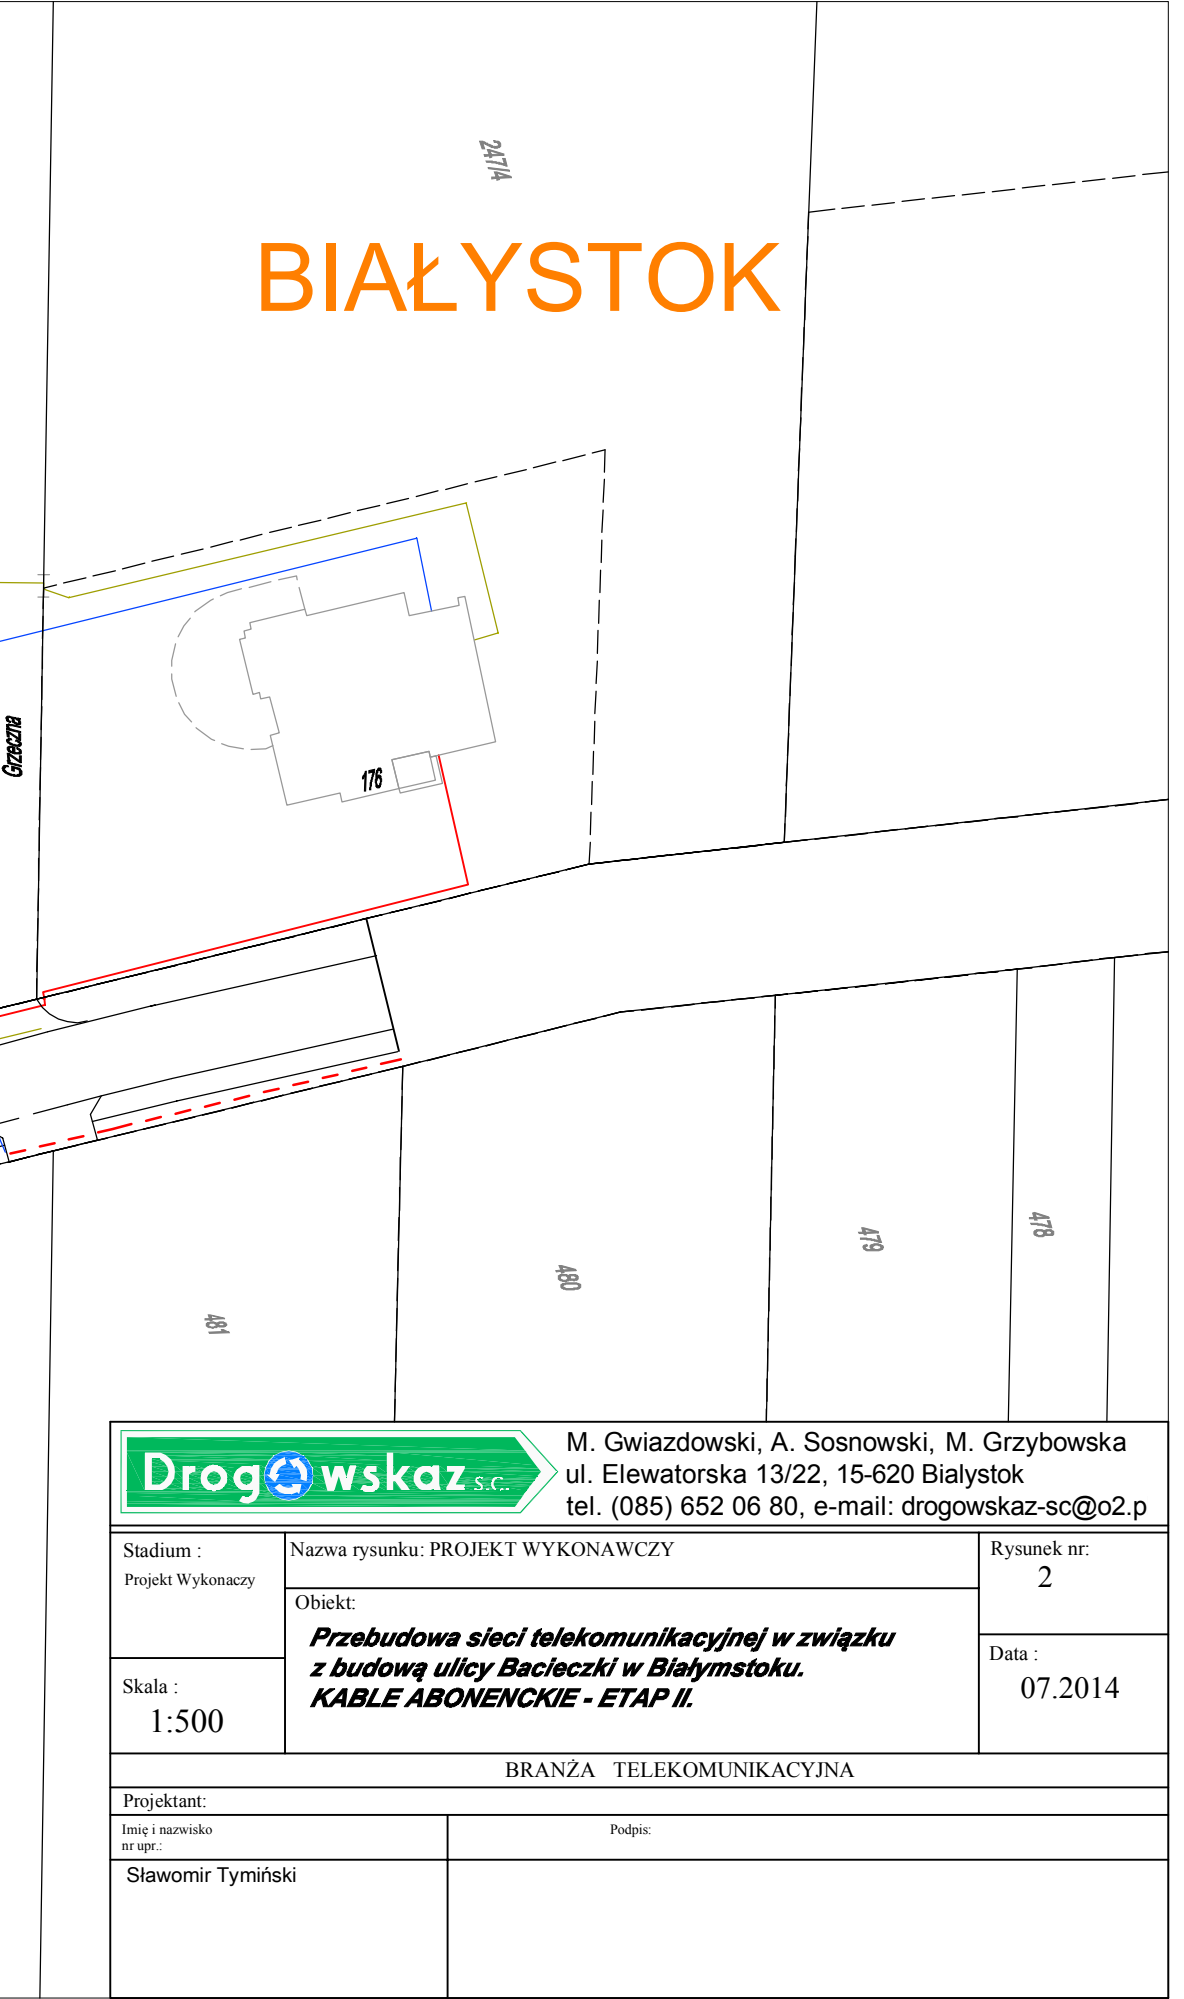 247/4
BIAŁYSTOK
Grzeczna
176
478
479
480
481
Drogowskaz s.c.
M. Gwiazdowski, A. Sosnowski, M. Grzybowska
ul. Elewatorska 13/22, 15-620 Bialystok
tel. (085) 652 06 80, e-mail: drogowskaz-sc@o2.p
Stadium :
Projekt Wykonaczy
Nazwa rysunku: PROJEKT WYKONAWCZY
Rysunek nr:
2
Obiekt:
Przebudowa sieci telekomunikacyjnej w związku
z budową ulicy Bacieczki w Białymstoku.
KABLE ABONENCKIE - ETAP II.
Data :
07.2014
Skala :
1:500
BRANŻA TELEKOMUNIKACYJNA
Projektant:
Imię i nazwisko
nr upr.:
Podpis:
Sławomir Tymiński